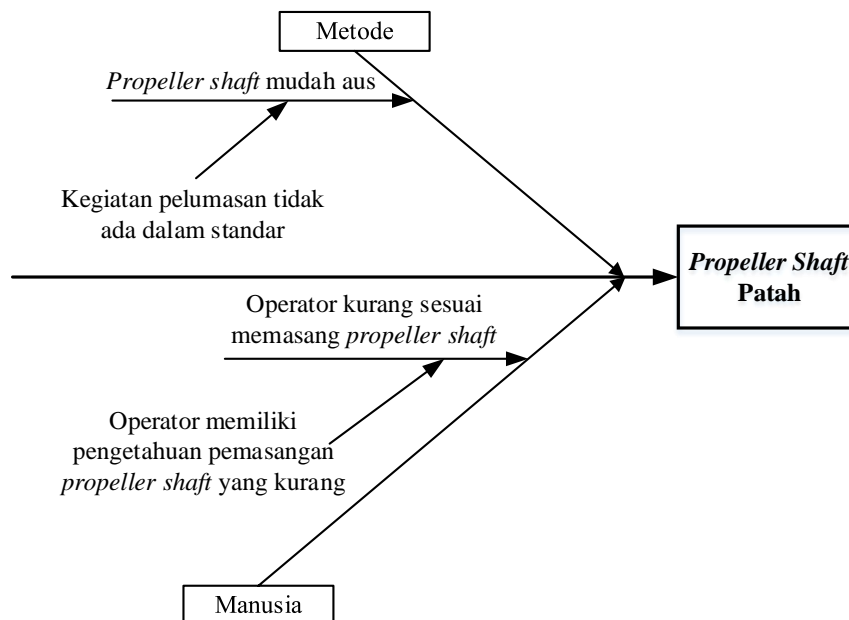 Metode
Propeller shaft mudah aus
Kegiatan pelumasan tidak
ada dalam standar
Propeller Shaft
Patah
Operator kurang sesuai
memasang propeller shaft
Operator memiliki
pengetahuan pemasangan
propeller shaft yang kurang
Manusia